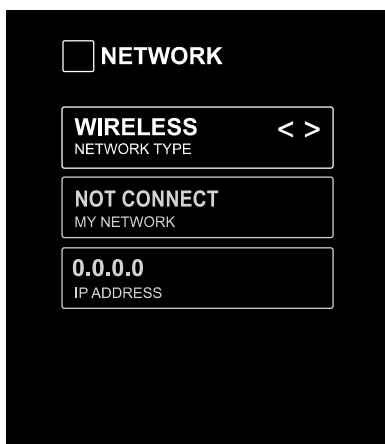 NETWORK
WIRELESS < >
NETWORK TYPE
NOT CONNECT
MY NETWORK
0.0.0.0
IP ADDRESS